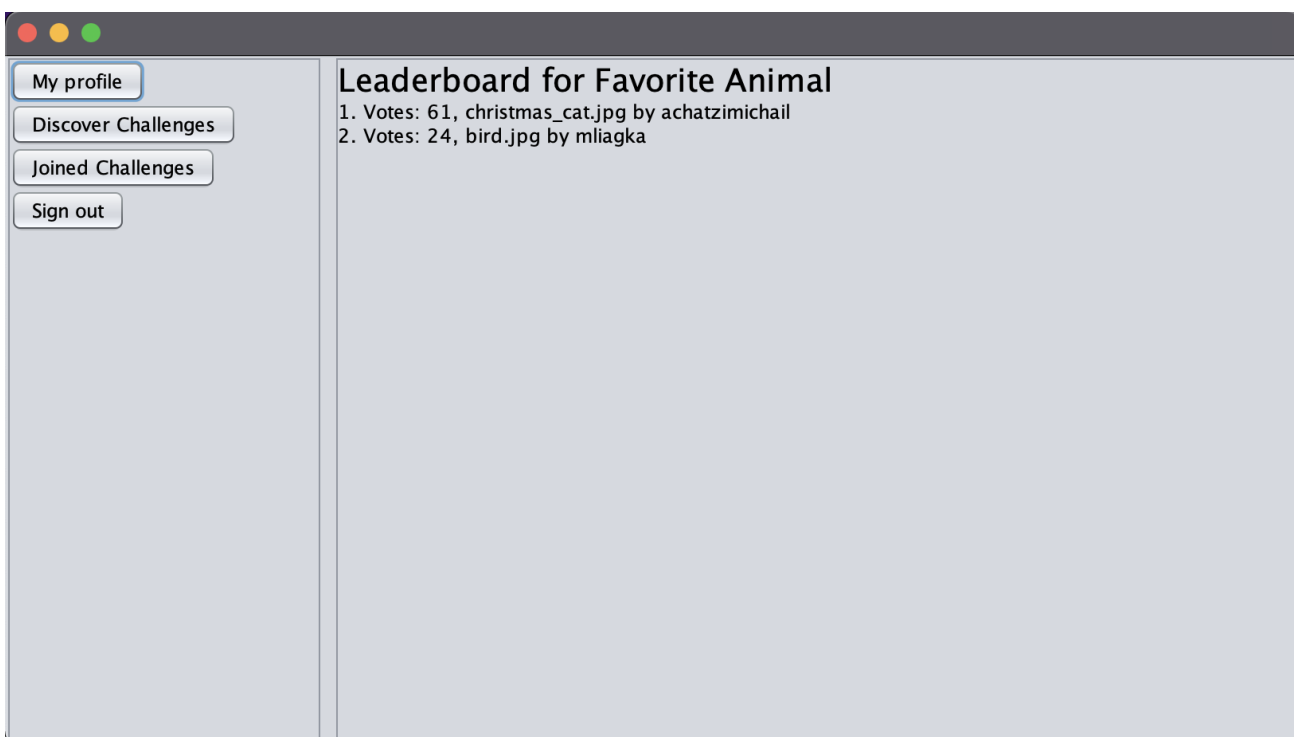 My profile
Discover Challenges
Joined Challenges
Sign out
Leaderboard for Favorite Animal
1. Votes: 61, christmas_cat.jpg by achatzimichail
2. Votes: 24, bird.jpg by mliagka